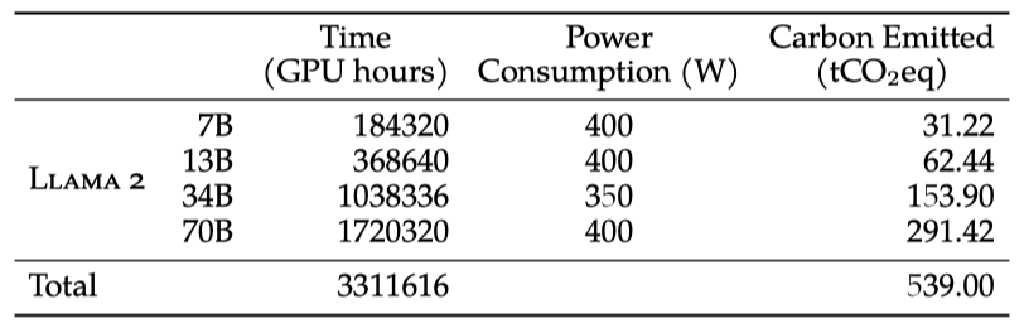 Time Power Carbon Emitted
(GPU hours) Consumption (W) (tCO₂eq)
7B 184320 400 31.22
13B 368640 400 62.44
LLAMA 2
34B 1038336 350 153.90
70B 1720320 400 291.42
Total 3311616 539.00